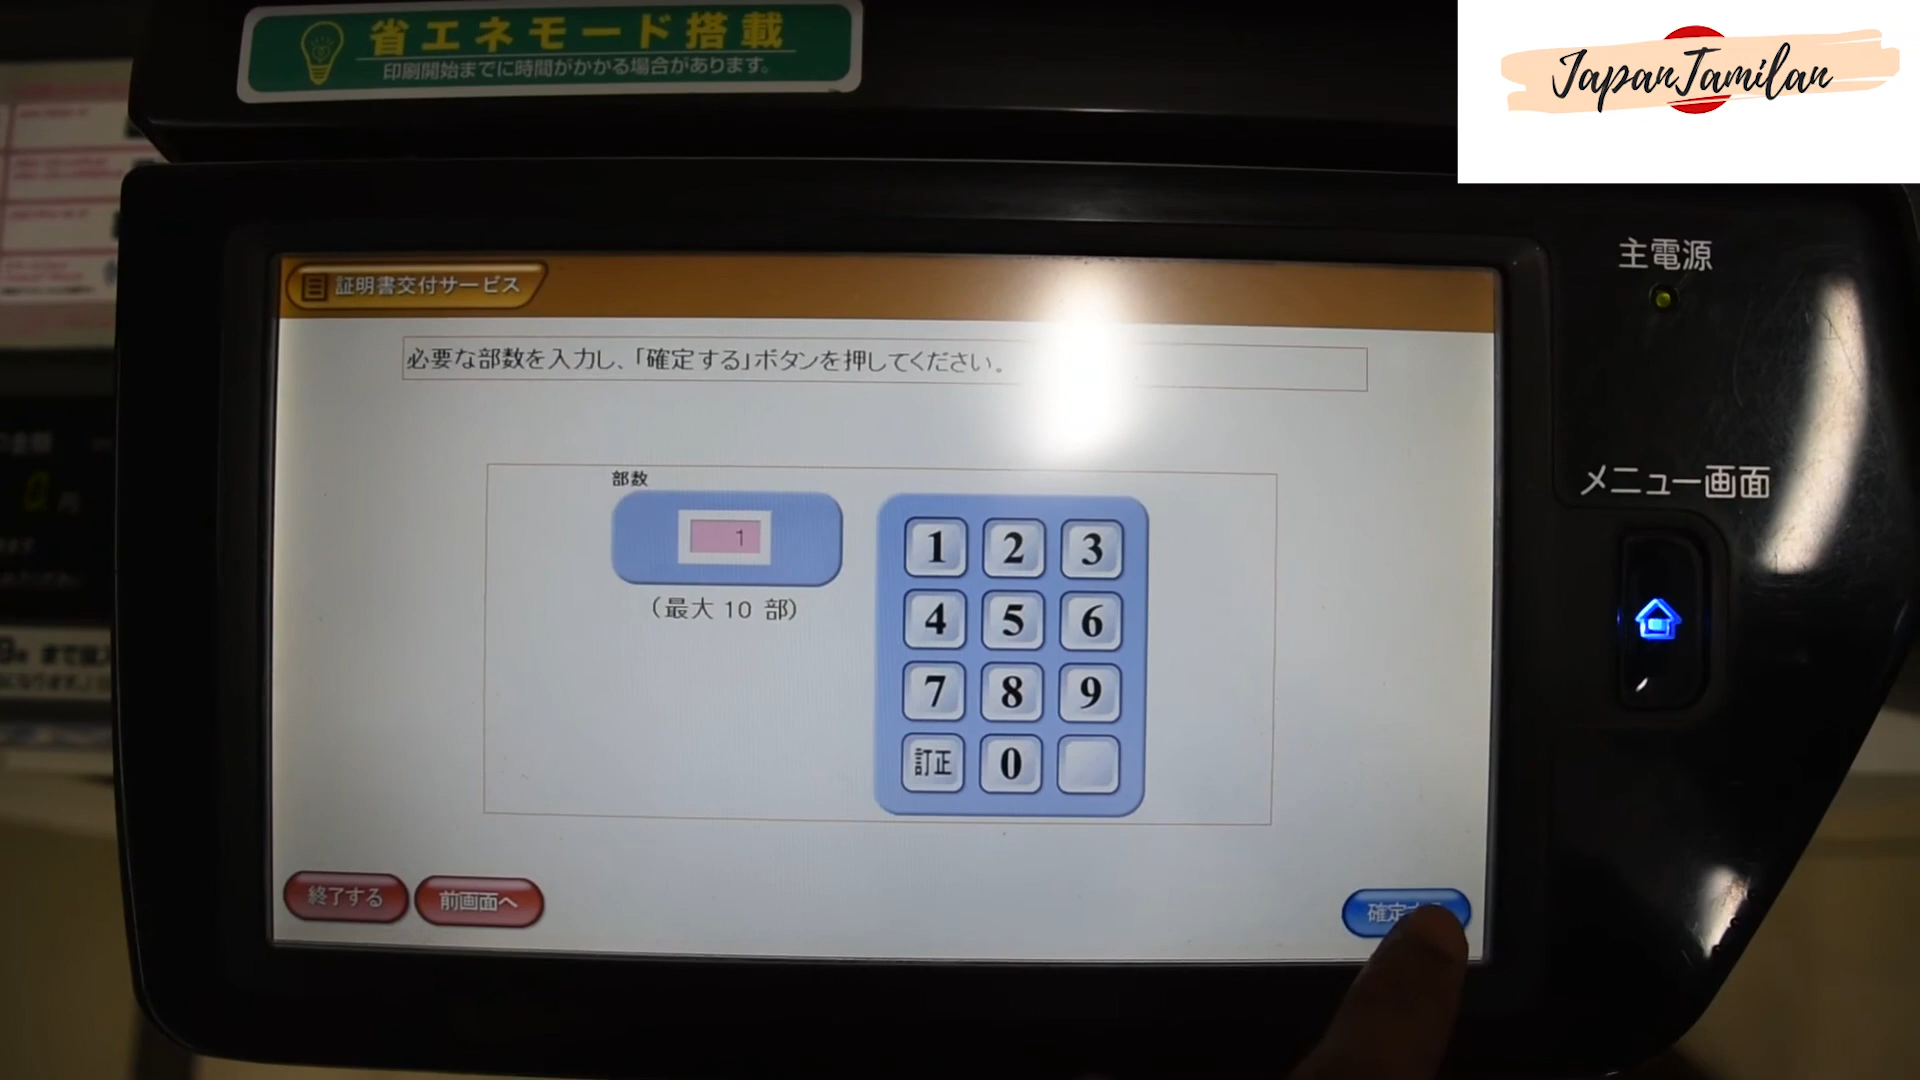 省エネモード搭載
印刷開始までに時間がかかる場合があります。
JapanTamilan
主電源
証明書交付サービス
必要な部数を入力し、「確定する」ボタンを押してください。
メニュー画面
部数
1
(最大 10 部)
1 2 3
4 5 6
7 8 9
訂正 0
終了する
前画面へ
確定する
円